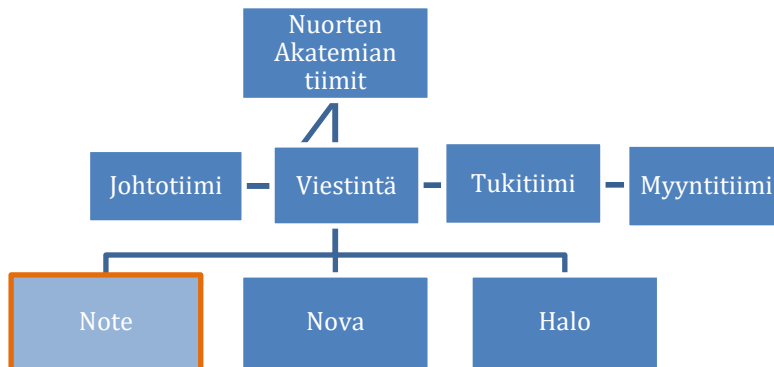 Nuorten
Akatemian
tiimit
Johtotiimi
Viestintä
Tukitiimi
Myyntitiimi
Note
Nova
Halo